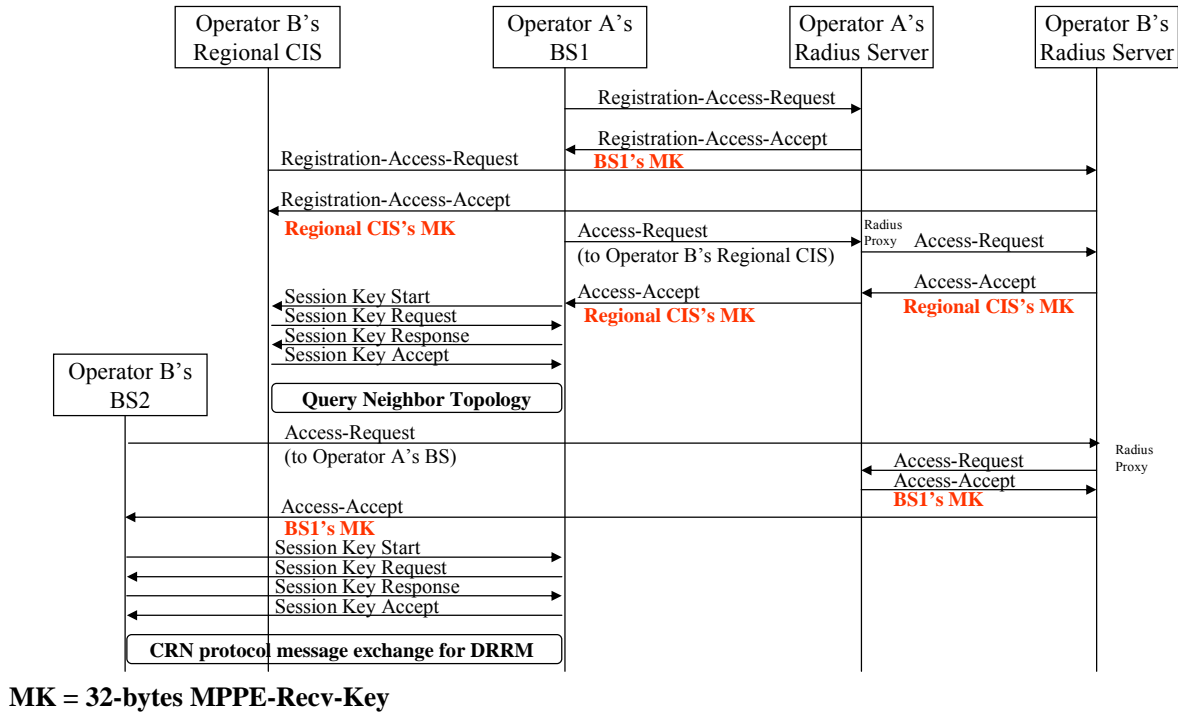 Operator B's
Regional CIS
Operator A's
BS1
Operator A's
Radius Server
Operator B's
Radius Server
Registration-Access-Request
Registration-Access-Accept
BS1's MK
Registration-Access-Request
Registration-Access-Accept
Regional CIS's MK
Access-Request
(to Operator B's Regional CIS)
Radius
Proxy
Access-Request
Access-Accept
Regional CIS's MK
Access-Accept
Regional CIS's MK
Session Key Start
Session Key Request
Session Key Response
Session Key Accept
Operator B's
BS2
Query Neighbor Topology
Access-Request
(to Operator A's BS)
Radius
Proxy
Access-Request
Access-Accept
BS1's MK
Access-Accept
BS1's MK
Session Key Start
Session Key Request
Session Key Response
Session Key Accept
CRN protocol message exchange for DRRM
MK = 32-bytes MPPE-Recv-Key